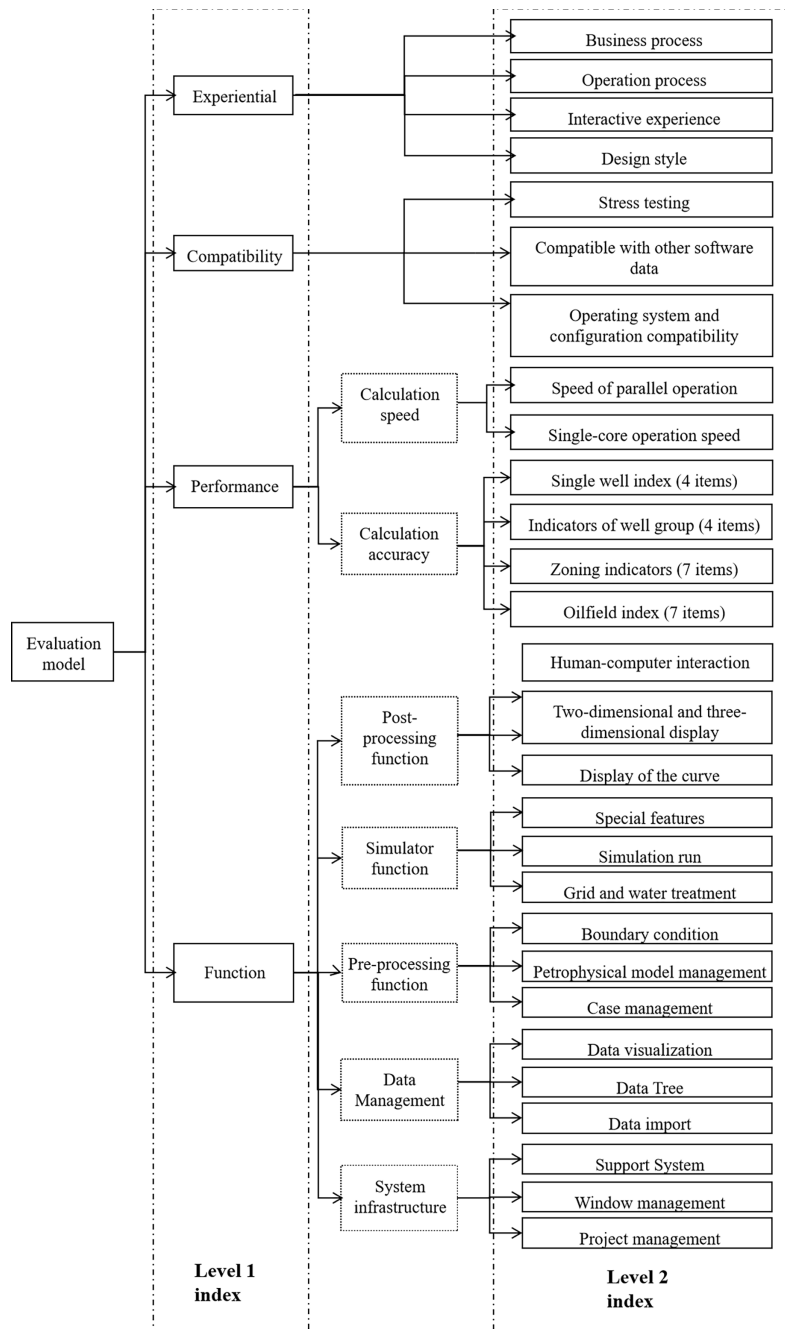 Business process
Operation process
Experiential
Interactive experience
Design style
Stress testing
Compatibility
Compatible with other software
data
Operating system and
configuration compatibility
Calculation
speed
Speed of parallel operation
Single-core operation speed
Performance
Single well index (4 items)
Indicators of well group (4 items)
Calculation
accuracy
Zoning indicators (7 items)
Oilfield index (7 items)
Evaluation
model
Human-computer interaction
Post-
processing
function
Two-dimensional and three-
dimensional display
Display of the curve
Special features
Simulator
function
Simulation run
Grid and water treatment
Boundary condition
Function
Pre-processing
function
Petrophysical model management
Case management
Data visualization
Data
Management
Data Tree
Data import
Support System
System
infrastructure
Window management
Project management
Level 1
index
Level 2
index